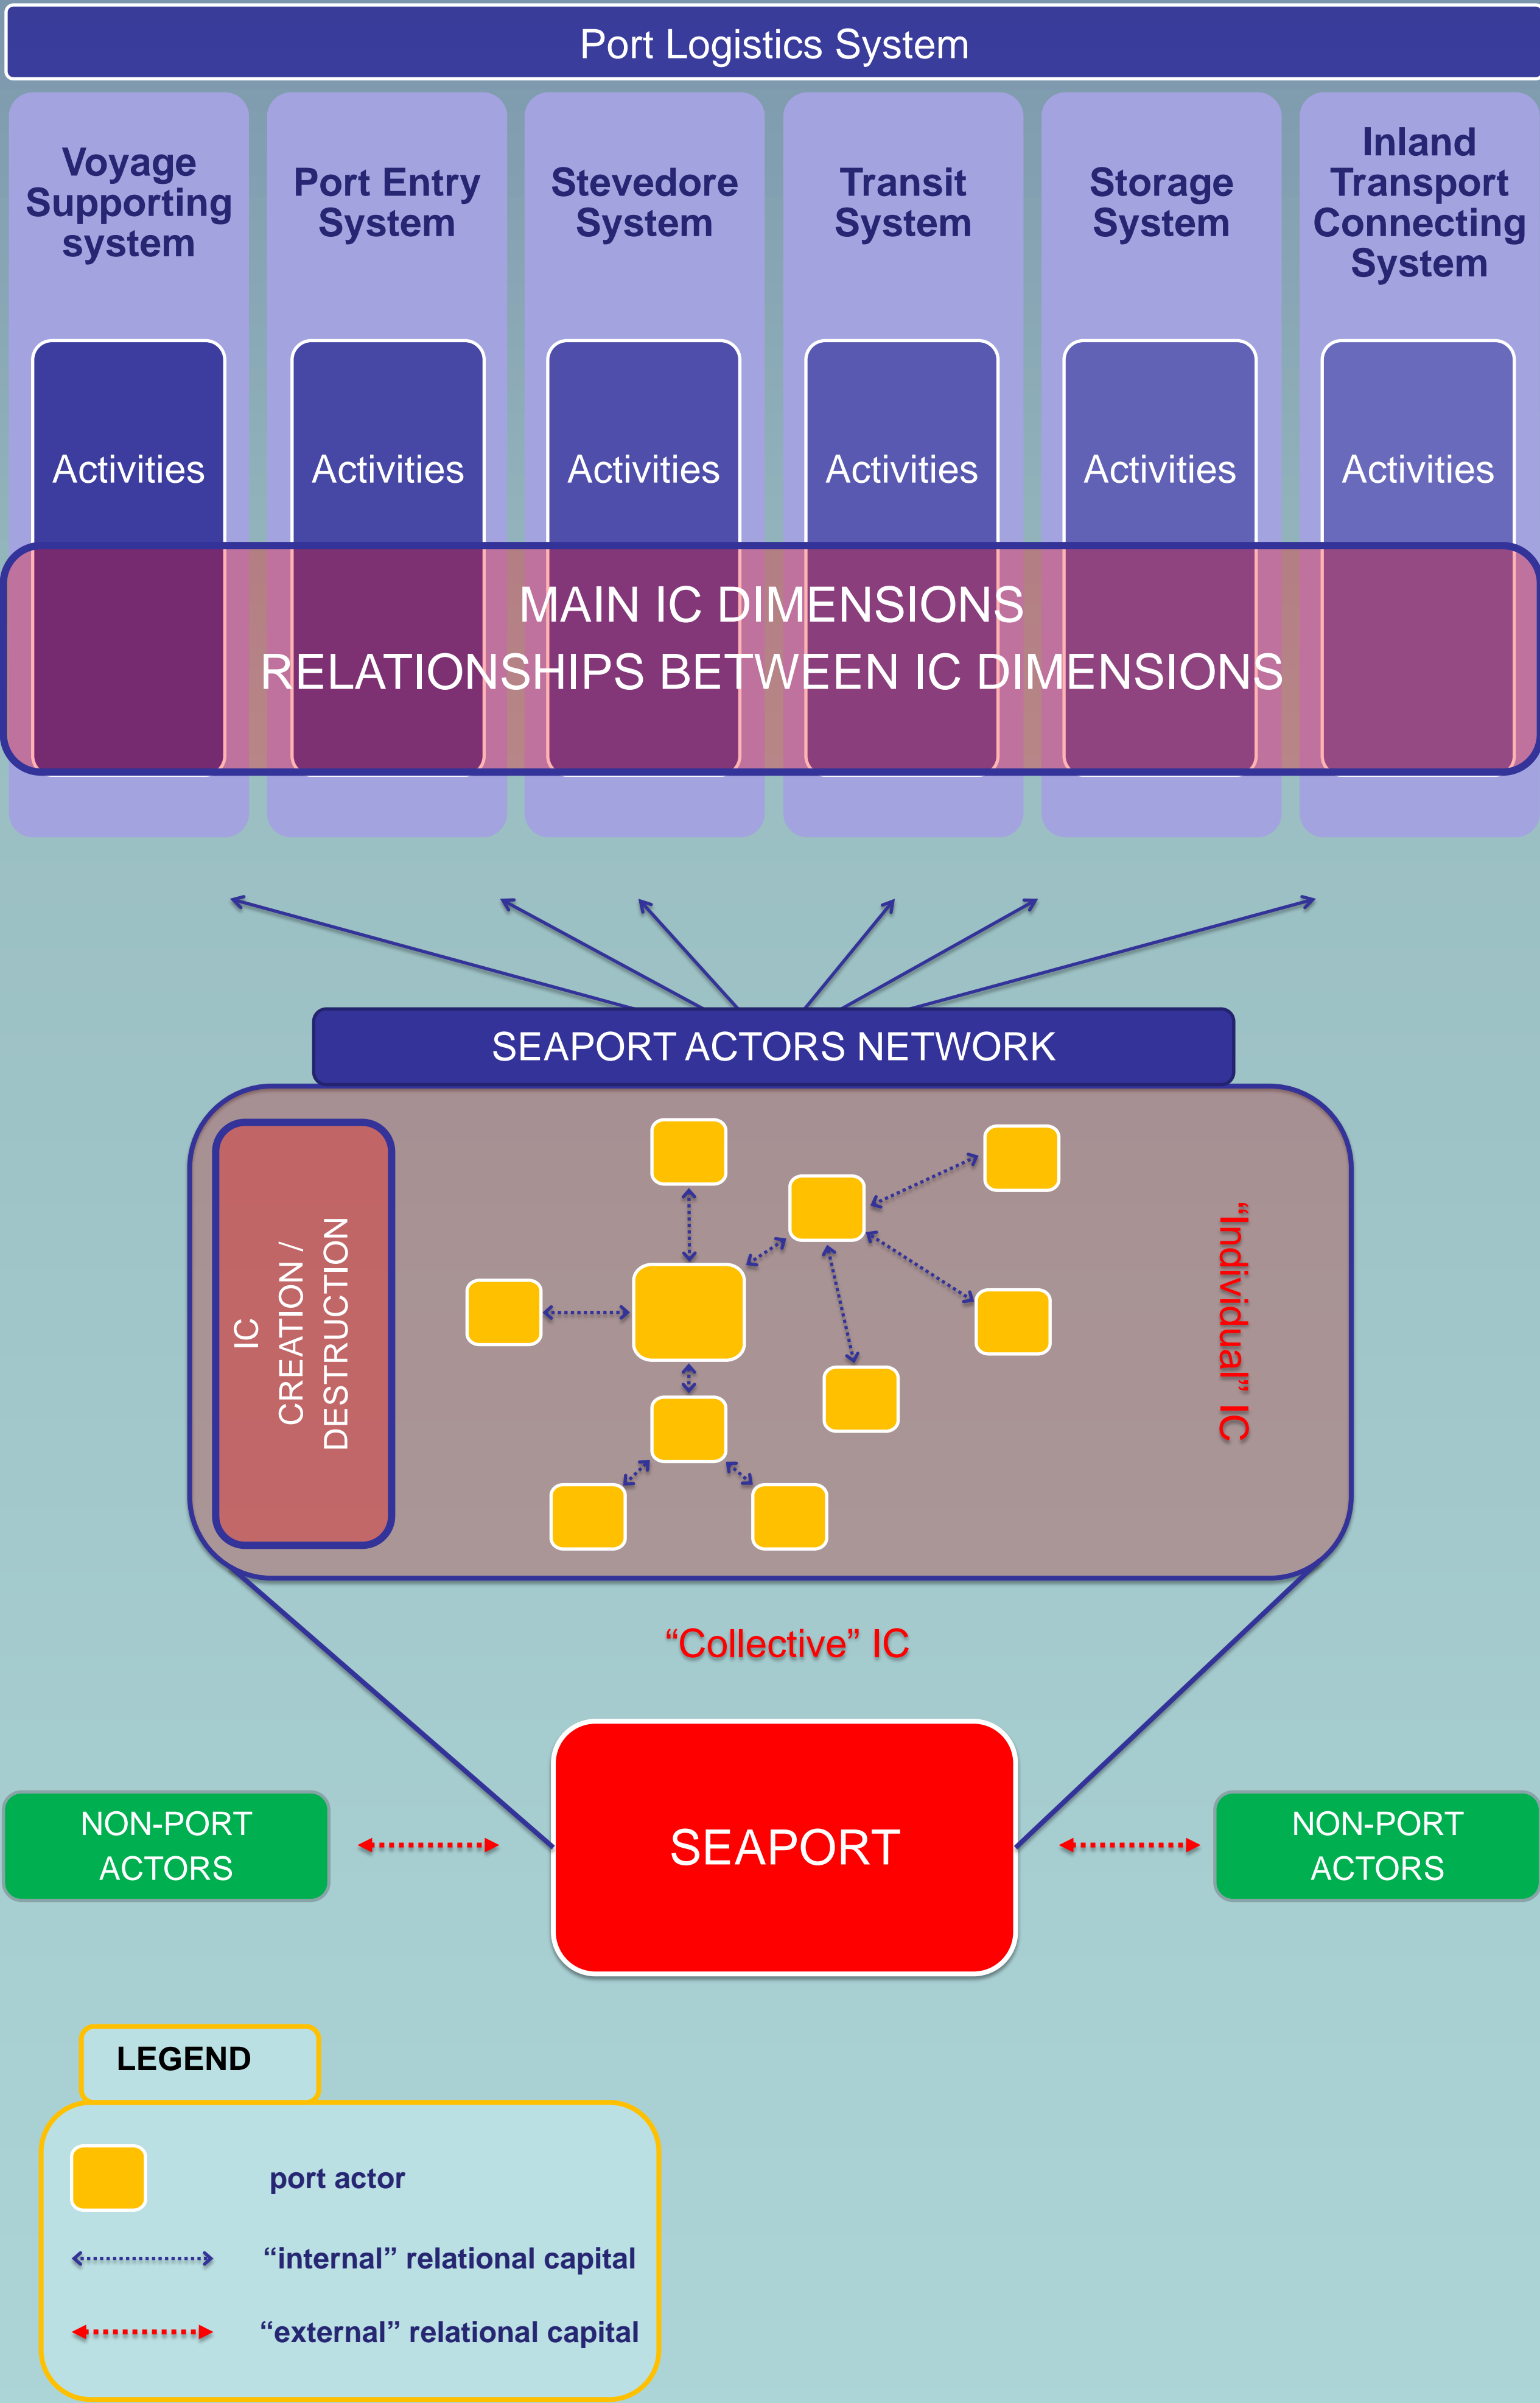 Port Logistics System
Voyage
Supporting
system
Port Entry
System
Stevedore
System
Transit
System
Storage
System
Inland
Transport
Connecting
System
Activities
Activities
Activities
Activities
Activities
Activities
MAIN IC DIMENSIONS
RELATIONSHIPS BETWEEN IC DIMENSIONS
SEAPORT ACTORS NETWORK
IC
CREATION /
DESTRUCTION
“Individual” IC
“Collective” IC
NON-PORT
ACTORS
SEAPORT
NON-PORT
ACTORS
LEGEND
port actor
“internal” relational capital
“external” relational capital